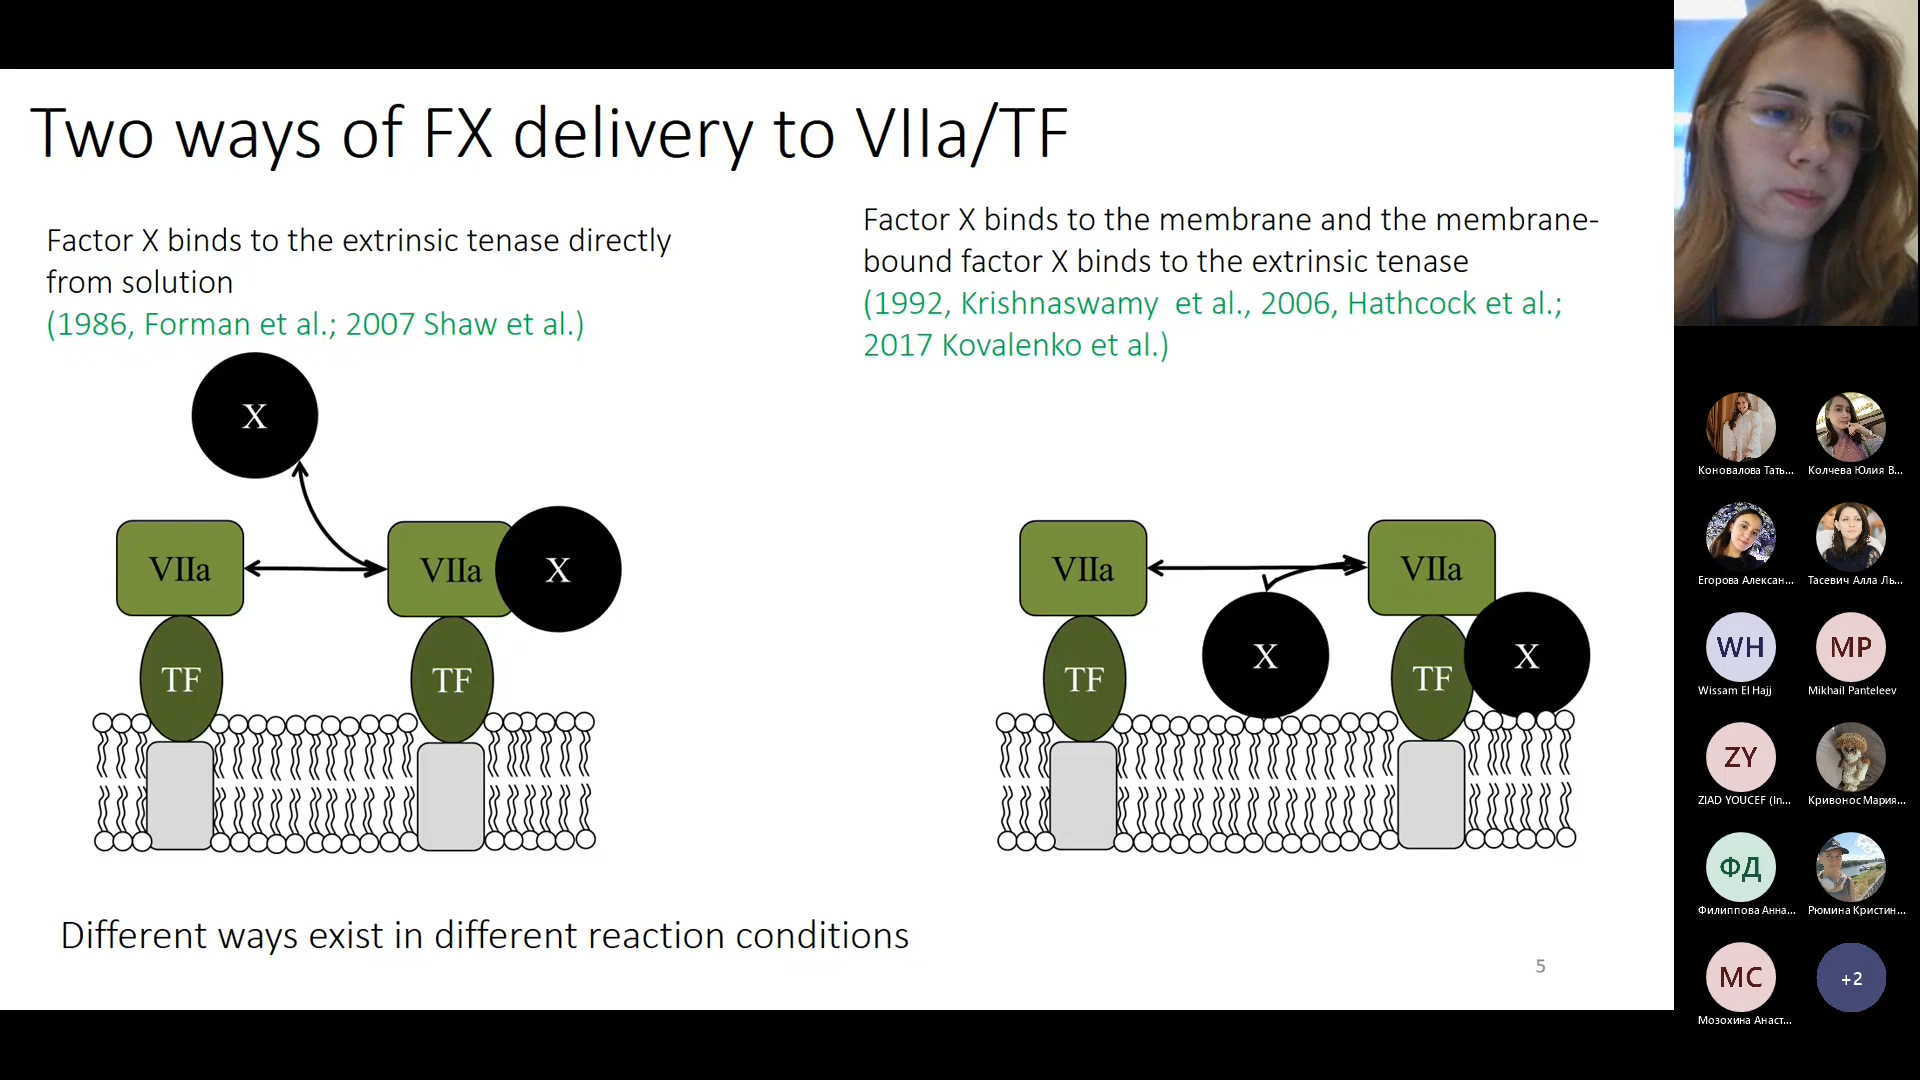 Two ways of FX delivery to VIIa/TF
Factor X binds to the extrinsic tenase directly
from solution
(1986, Forman et al.; 2007 Shaw et al.)
Factor X binds to the membrane and the membrane-
bound factor X binds to the extrinsic tenase
(1992, Krishnaswamy et al., 2006, Hathcock et al.;
2017 Kovalenko et al.)
X
VIIa
VIIa
X
TF
TF
VIIa
VIIa
X
X
TF
TF
Different ways exist in different reaction conditions
5
Коновалова Тать...
Колчева Юлия В...
Егорова Алексан...
Тасевич Алла Ль...
WH
MP
Wissam El Hajj
Mikhail Panteleev
ZY
ZIAD YOUCEF (In...
Кривонос Мария...
ФД
Филиппова Анна...
Рюмина Кристин...
МС
+2
Мозохина Анаст...